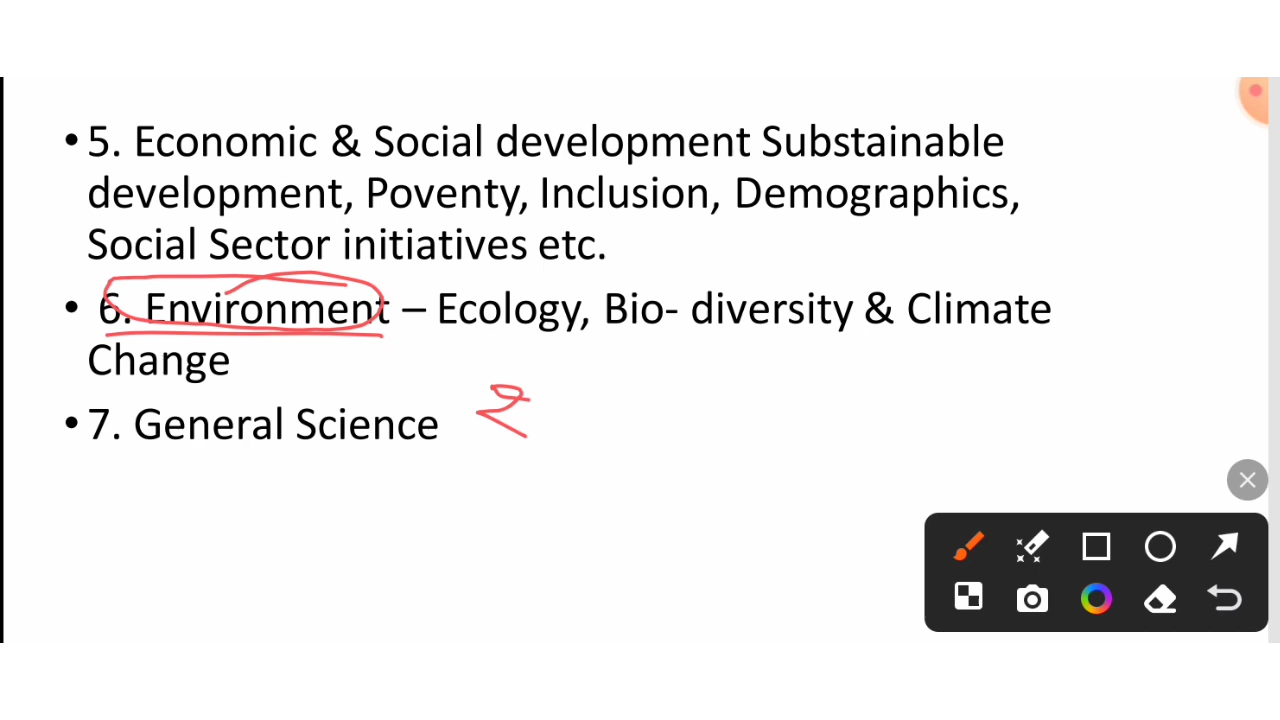 • 5. Economic & Social development Substainable
development, Poventy, Inclusion, Demographics,
Social Sector initiatives etc.
• 6. Environment – Ecology, Bio- diversity & Climate
Change
• 7. General Science